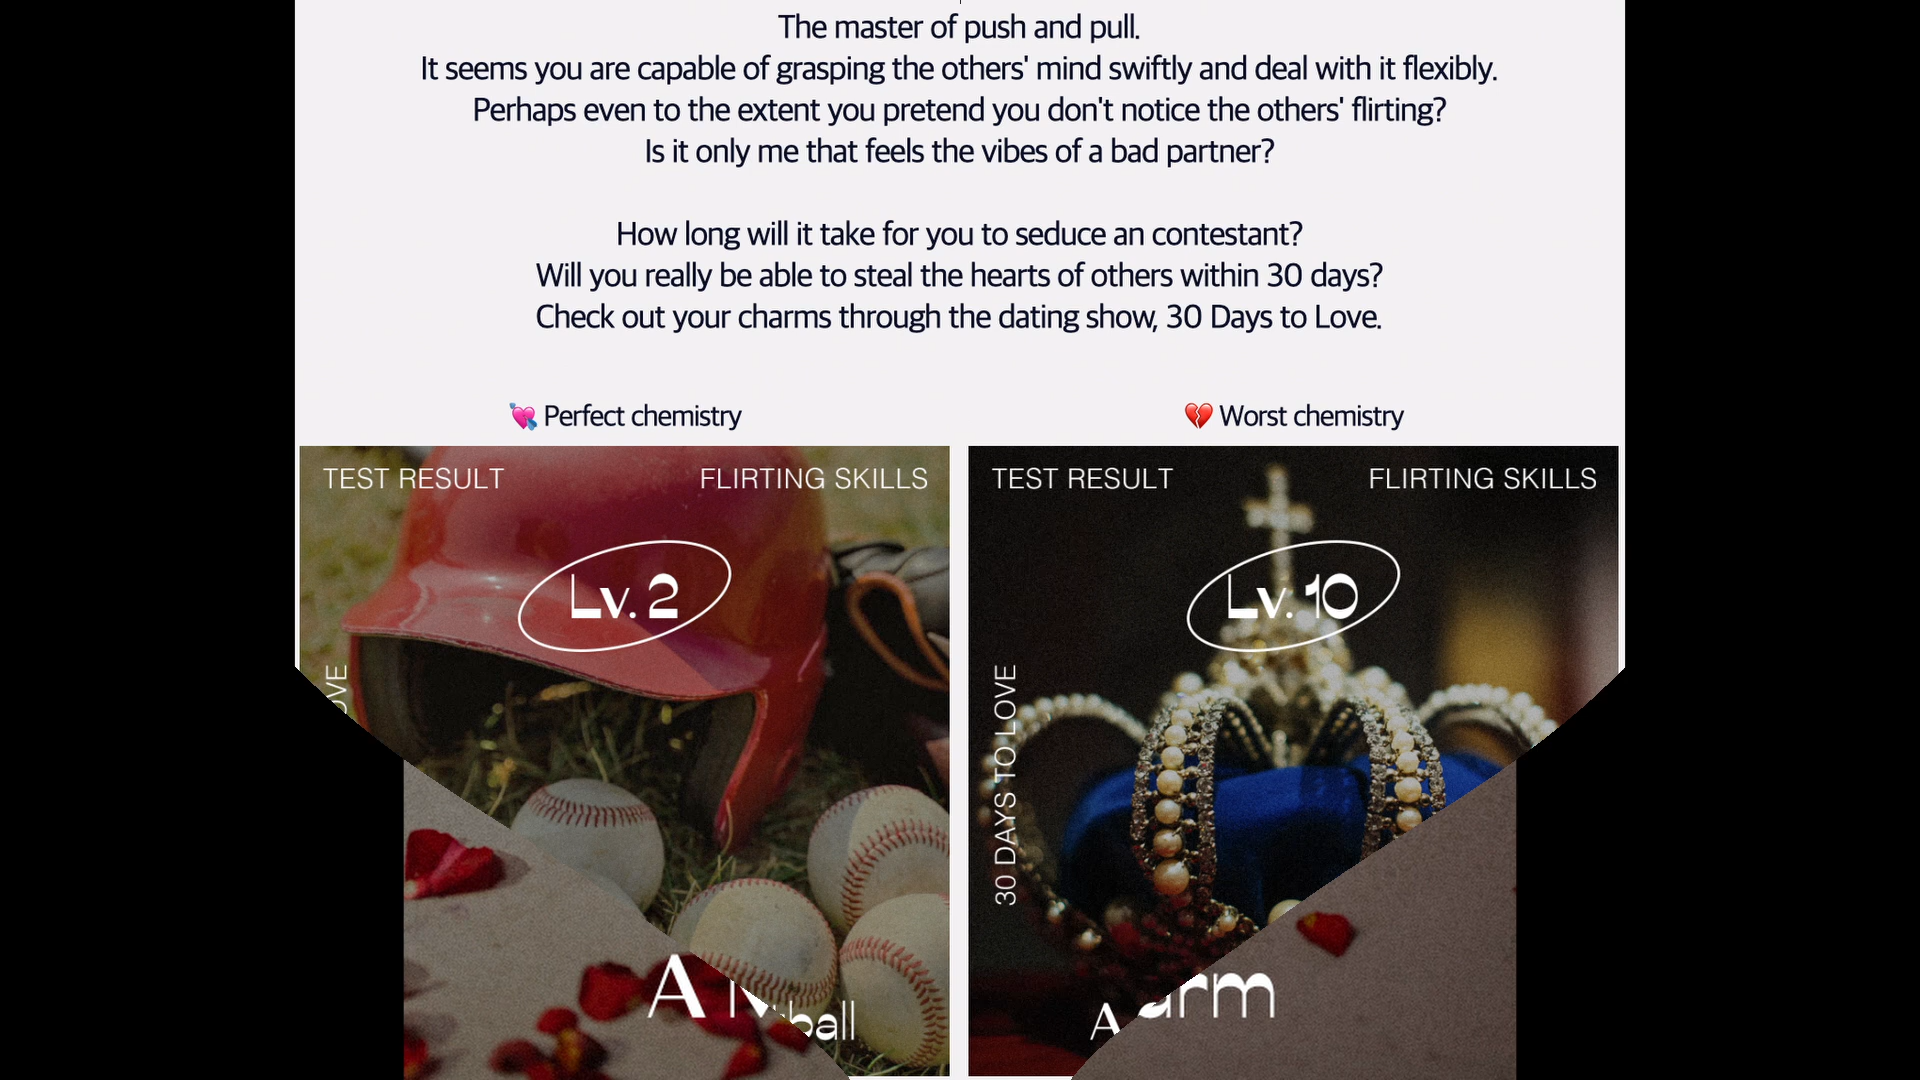 The master of push and pull.
It seems you are capable of grasping the others' mind swiftly and deal with it flexibly.
Perhaps even to the extent you pretend you don't notice the others' flirting?
Is it only me that feels the vibes of a bad partner?
How long will it take for you to seduce an contestant?
Will you really be able to steal the hearts of others within 30 days?
Check out your charms through the dating show, 30 Days to Love.
💘 Perfect chemistry
💔 Worst chemistry
TEST RESULT
FLIRTING SKILLS
Lv. 2
TEST RESULT
FLIRTING SKILLS
Lv. 10
30 DAYS TO LOVE
A
A